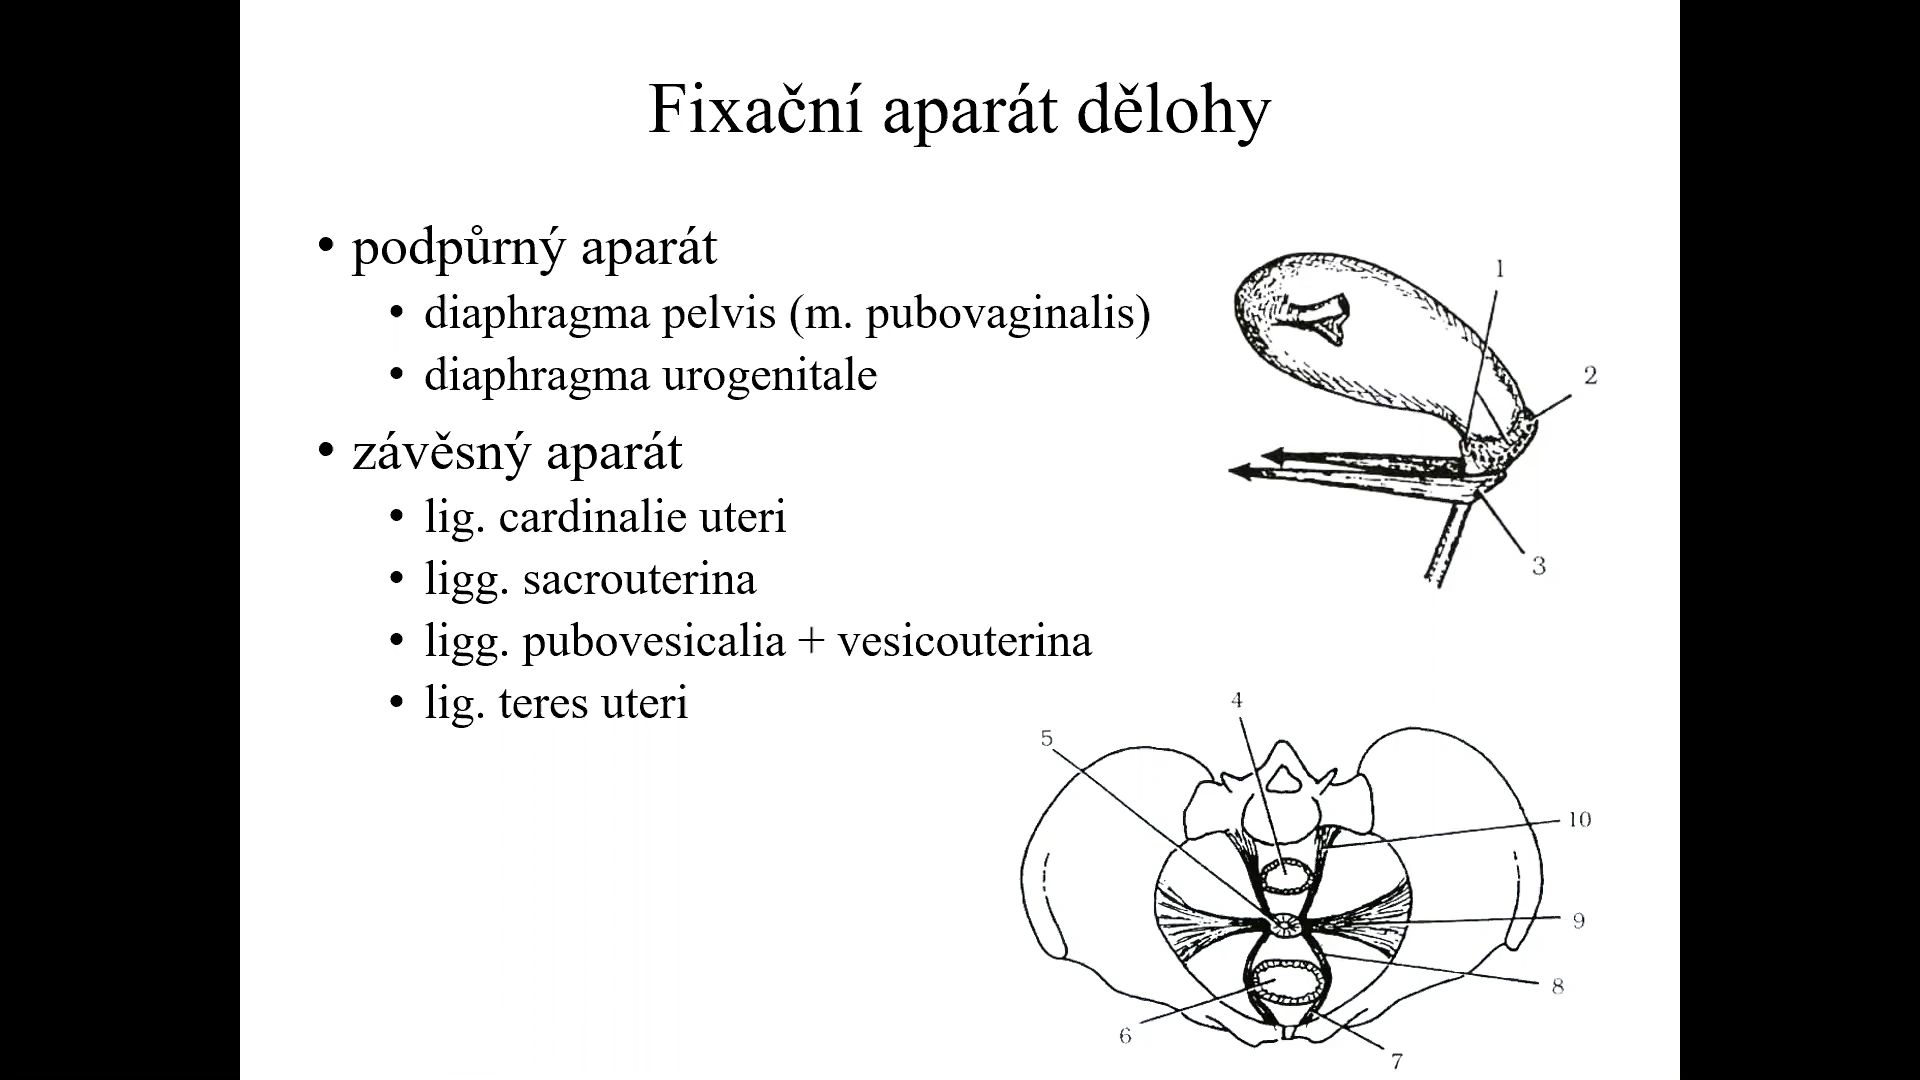 Fixační aparát dělohy
• podpůrný aparát
• diaphragma pelvis (m. pubovaginalis)
• diaphragma urogenitale
• závěsný aparát
• lig. cardinalie uteri
• ligg. sacrouterina
• ligg. pubovesicalia + vesicouterina
• lig. teres uteri
1
2
3
4
5
10
9
8
6
7